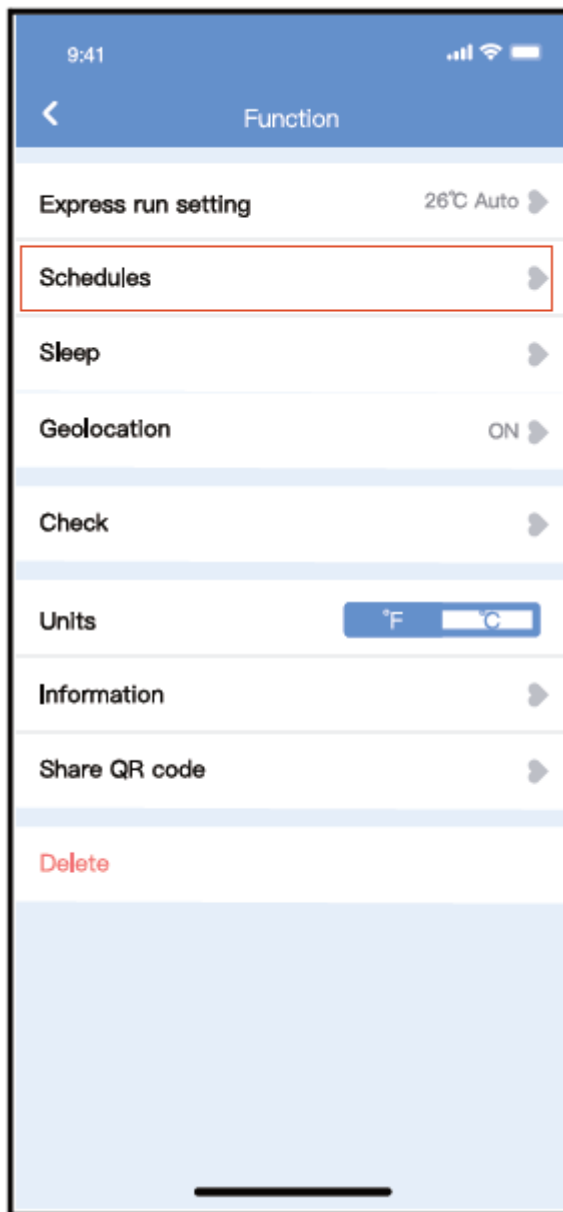 9:41
Function
Express run setting 26℃ Auto
Schedules
Sleep
Geolocation ON
Check
Units °F ℃
Information
Share QR code
Delete